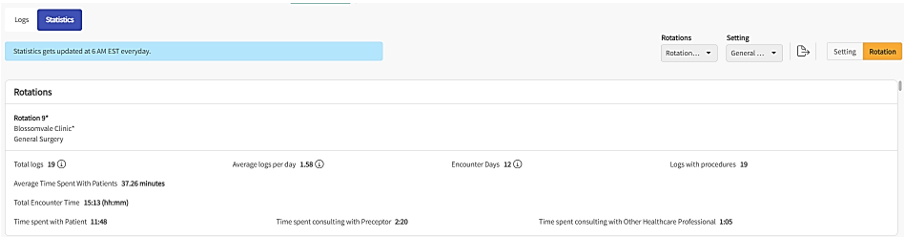 Logs Statistics
Statistics gets updated at 6 AM EST everyday.
Rotations Setting
Rotation... General ... Setting Rotation
Rotations
Rotation 9*
Blossomvale Clinic*
General Surgery
Total logs 19 Average logs per day 1.58 Encounter Days 12 Logs with procedures 19
Average Time Spent With Patients 37.26 minutes
Total Encounter Time 15:13 (hh:mm)
Time spent with Patient 11:48 Time spent consulting with Preceptor 2:20 Time spent consulting with Other Healthcare Professional 1:05